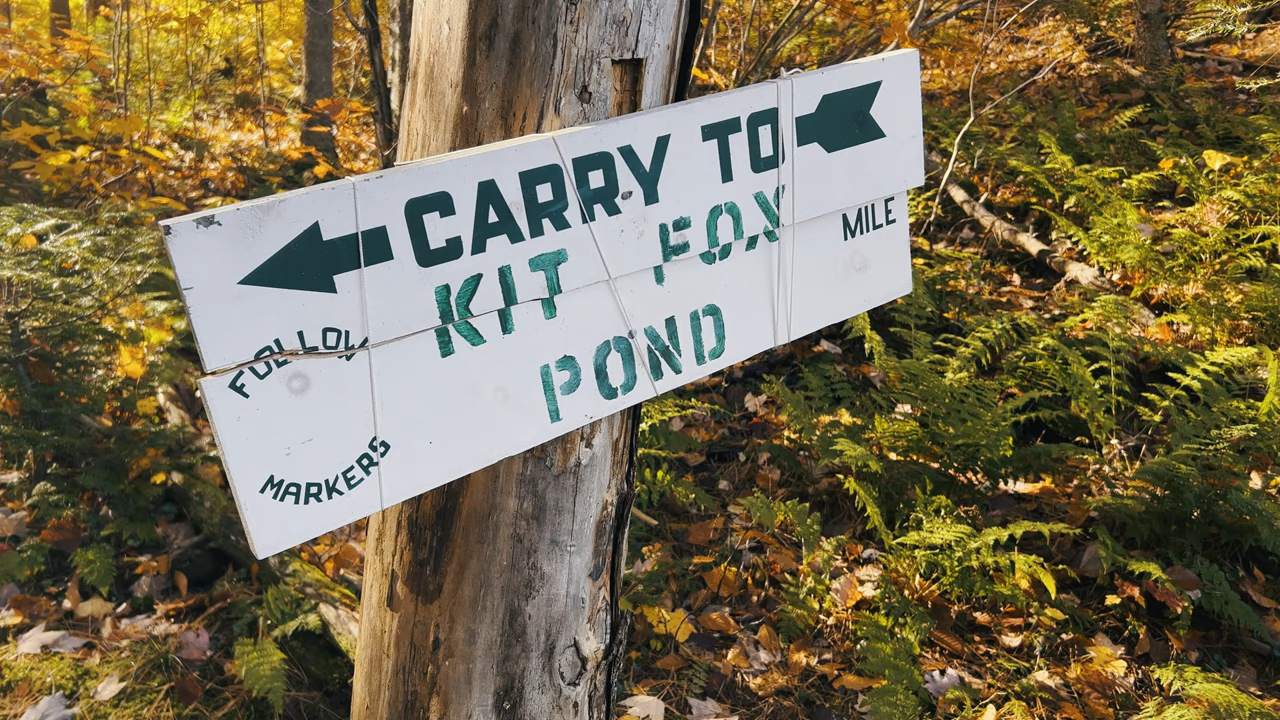 CARRY TO
KIT FOX
MILE
FOLLOW
POND
MARKERS